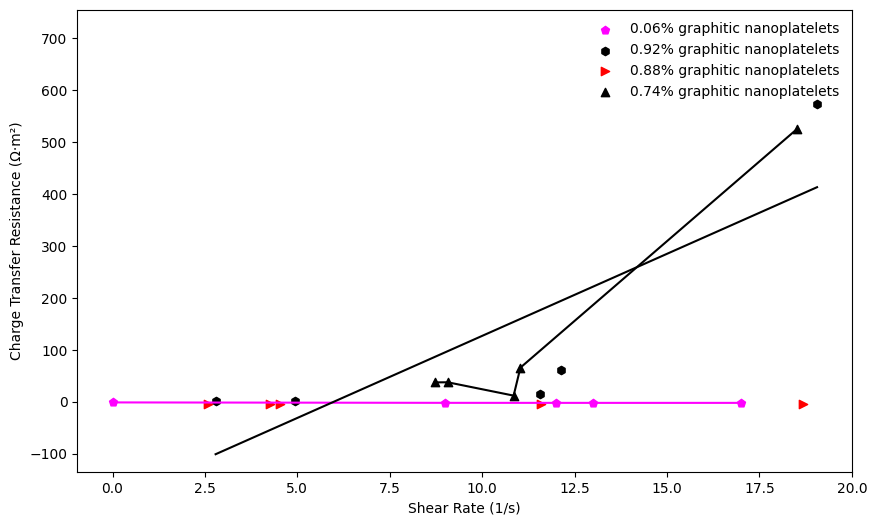 0.06% graphitic nanoplatelets
0.92% graphitic nanoplatelets
0.88% graphitic nanoplatelets
0.74% graphitic nanoplatelets
Charge Transfer Resistance (Ω·m²)
700
600
500
400
300
200
100
0
−100
0.0 2.5 5.0 7.5 10.0 12.5 15.0 17.5 20.0
Shear Rate (1/s)